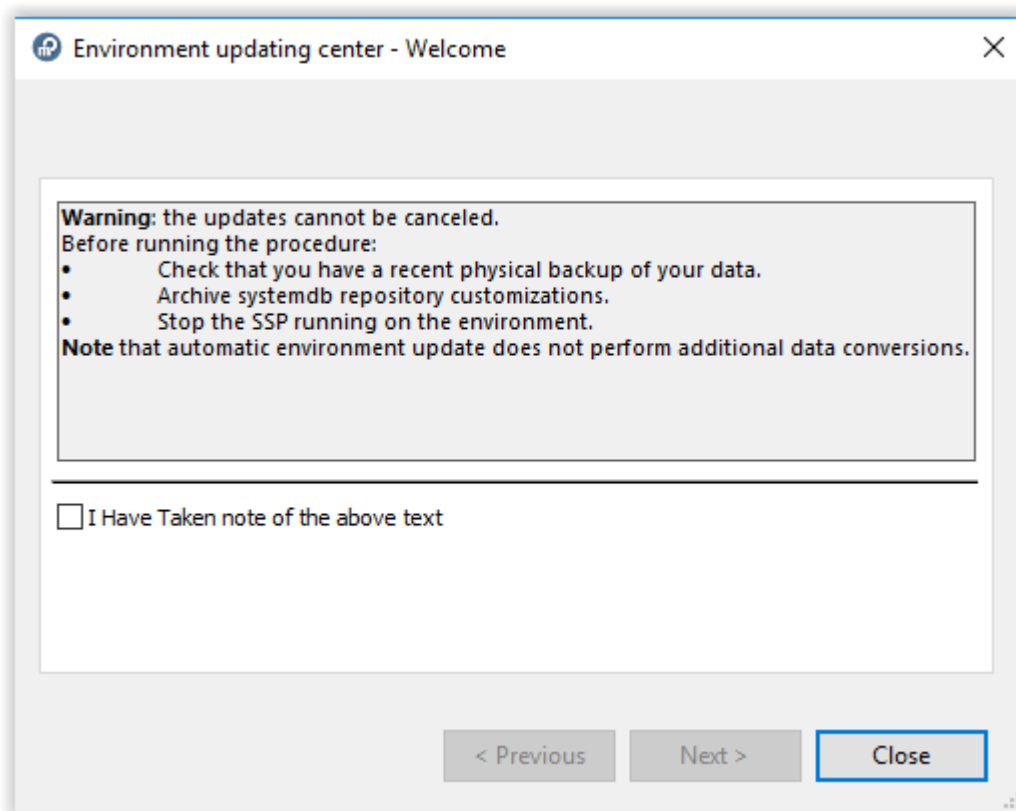 Environment updating center - Welcome
Warning: the updates cannot be canceled.
Before running the procedure:
• Check that you have a recent physical backup of your data.
• Archive systemdb repository customizations.
• Stop the SSP running on the environment.
Note that automatic environment update does not perform additional data conversions.
I Have Taken note of the above text
< Previous Next > Close